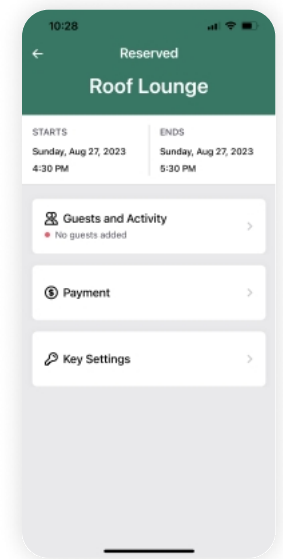 10:28
Reserved
Roof Lounge
STARTS
Sunday, Aug 27, 2023
4:30 PM
ENDS
Sunday, Aug 27, 2023
5:30 PM
Guests and Activity
No guests added
Payment
Key Settings